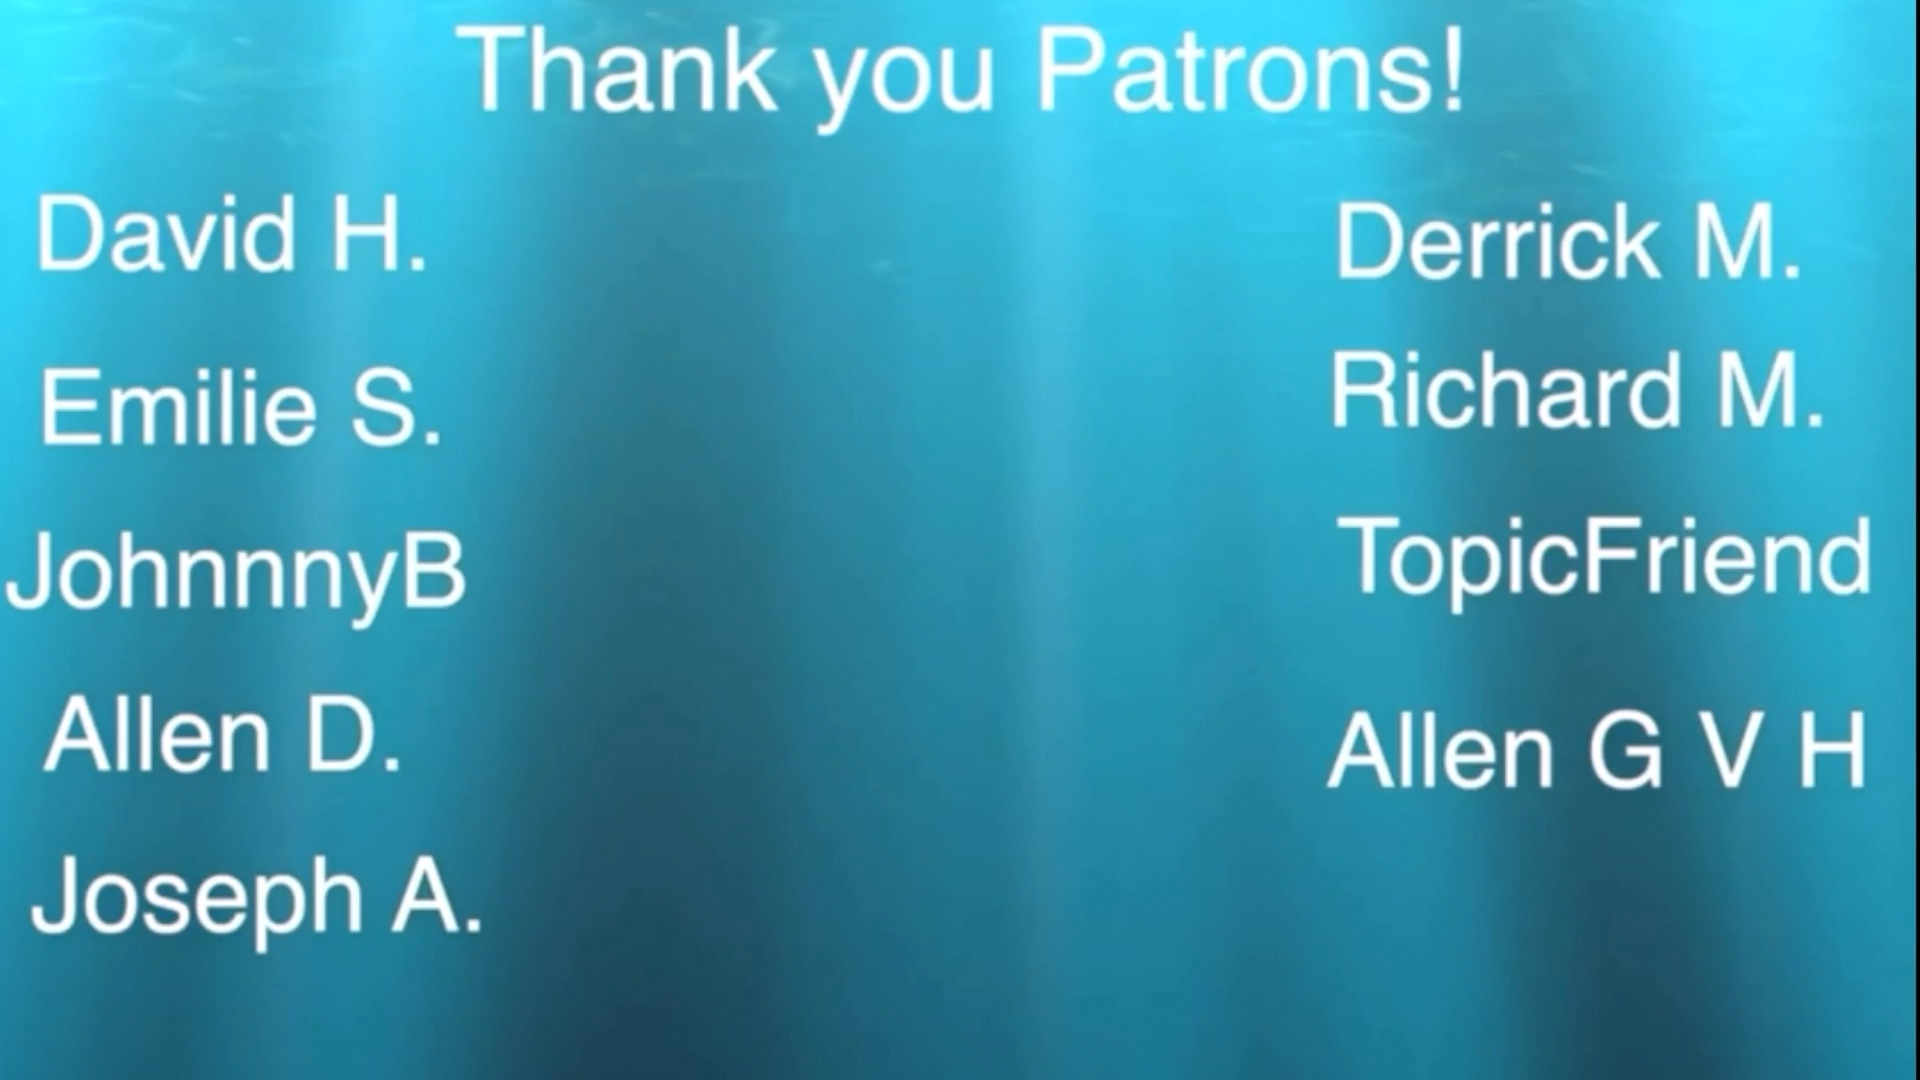 Thank you Patrons!
David H.
Emilie S.
JohnnnyB
Allen D.
Joseph A.
Derrick M.
Richard M.
TopicFriend
Allen G V H